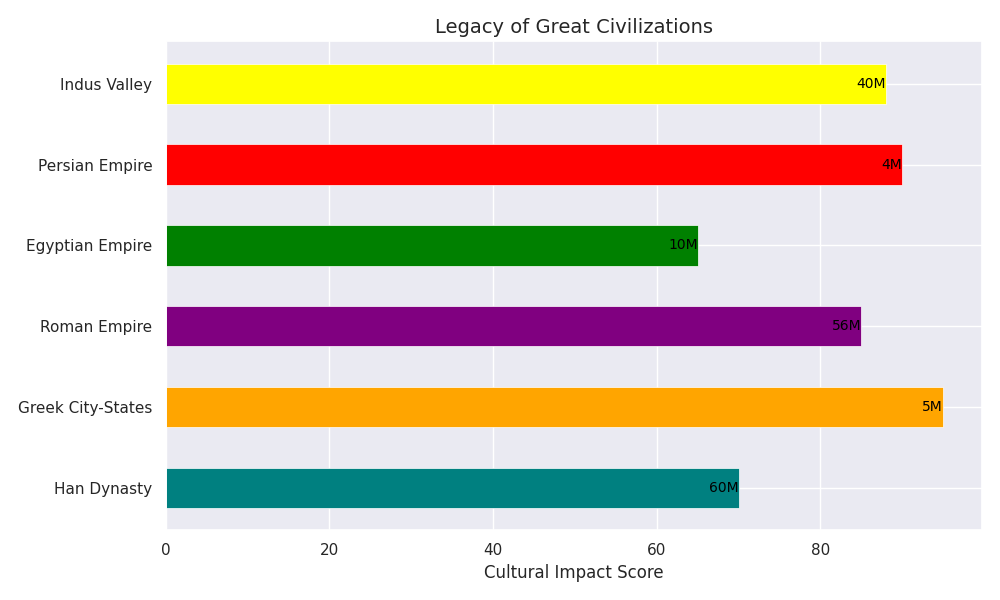 Legacy of Great Civilizations
Indus Valley 40M
Persian Empire 4M
Egyptian Empire 10M
Roman Empire 56M
Greek City-States 5M
Han Dynasty 60M
0 20 40 60 80
Cultural Impact Score